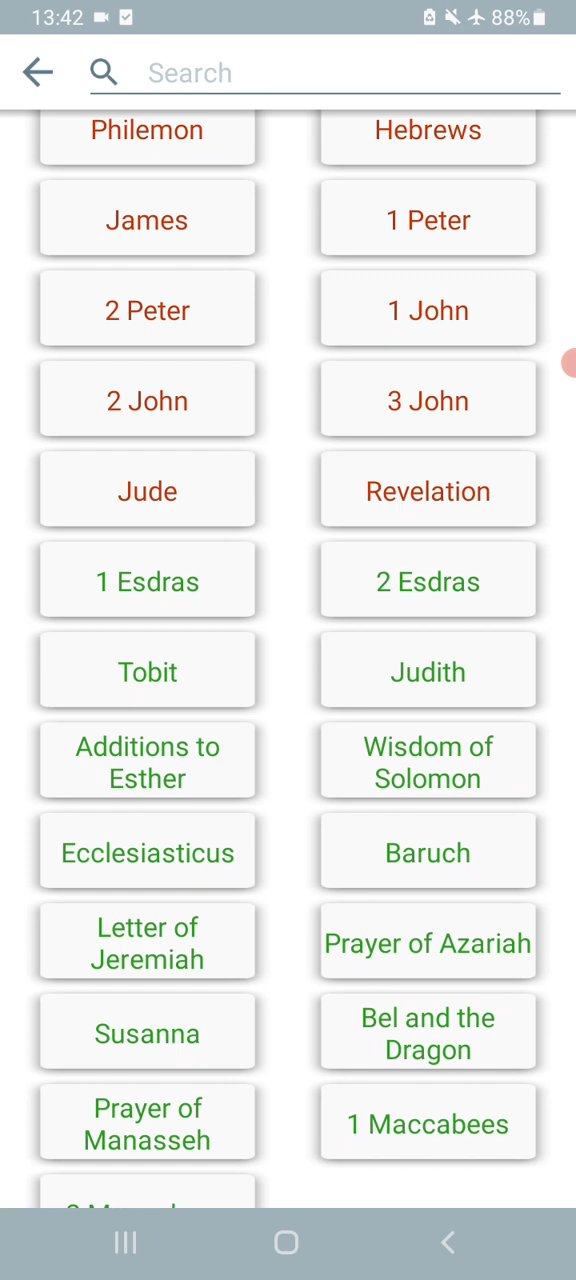 13:42
88%
Search
Philemon
Hebrews
James
1 Peter
2 Peter
1 John
2 John
3 John
Jude
Revelation
1 Esdras
2 Esdras
Tobit
Judith
Additions to
Esther
Wisdom of
Solomon
Ecclesiasticus
Baruch
Letter of
Jeremiah
Prayer of Azariah
Susanna
Bel and the
Dragon
Prayer of
Manasseh
1 Maccabees